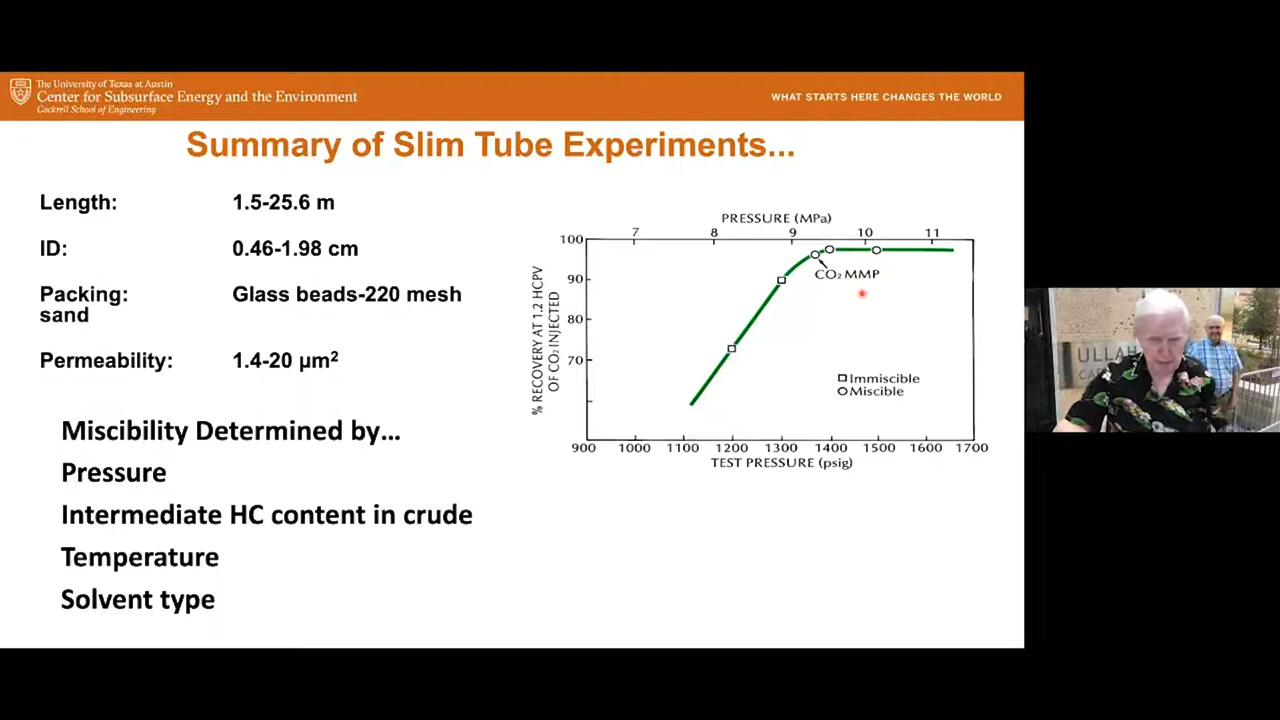 The University of Texas at Austin
Center for Subsurface Energy and the Environment
Cockrell School of Engineering
WHAT STARTS HERE CHANGES THE WORLD
Summary of Slim Tube Experiments...
Length: 1.5-25.6 m
ID: 0.46-1.98 cm
Packing: Glass beads-220 mesh
sand
Permeability: 1.4-20 µm²
Miscibility Determined by…
Pressure
Intermediate HC content in crude
Temperature
Solvent type
PRESSURE (MPa)
7 8 9 10 11
100
90
80
70
% RECOVERY AT 1.2 HCPV
OF CO₂ INJECTED
CO₂ MMP
Immiscible
Miscible
900 1000 1100 1200 1300 1400 1500 1600 1700
TEST PRESSURE (psig)
ULLAH